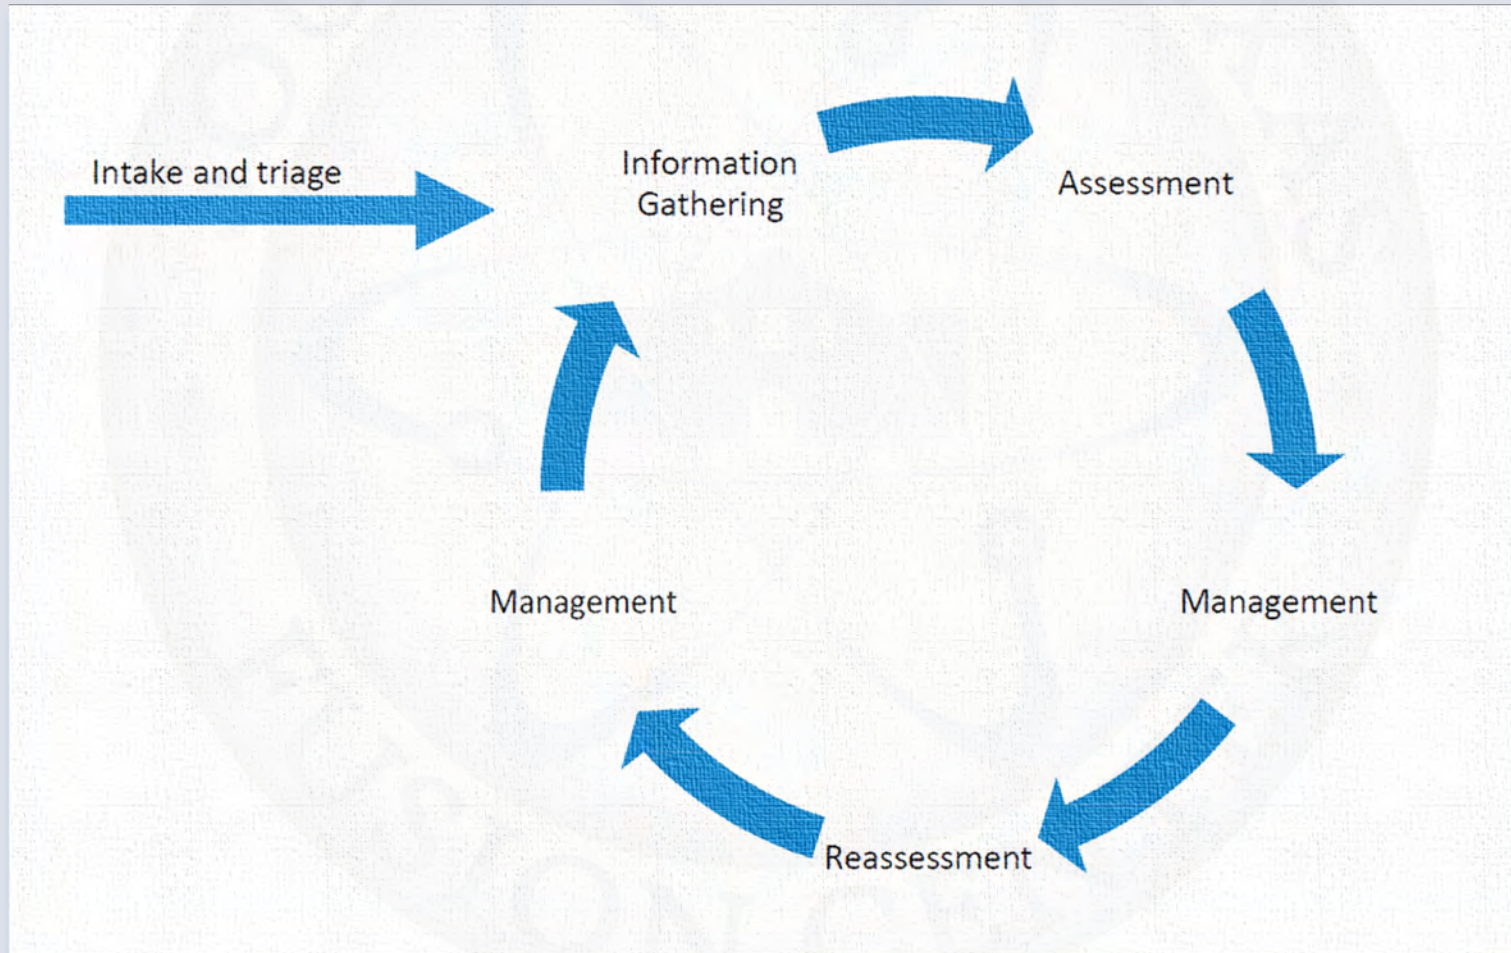 Intake and triage
Information
Gathering
Assessment
Management
Management
Reassessment